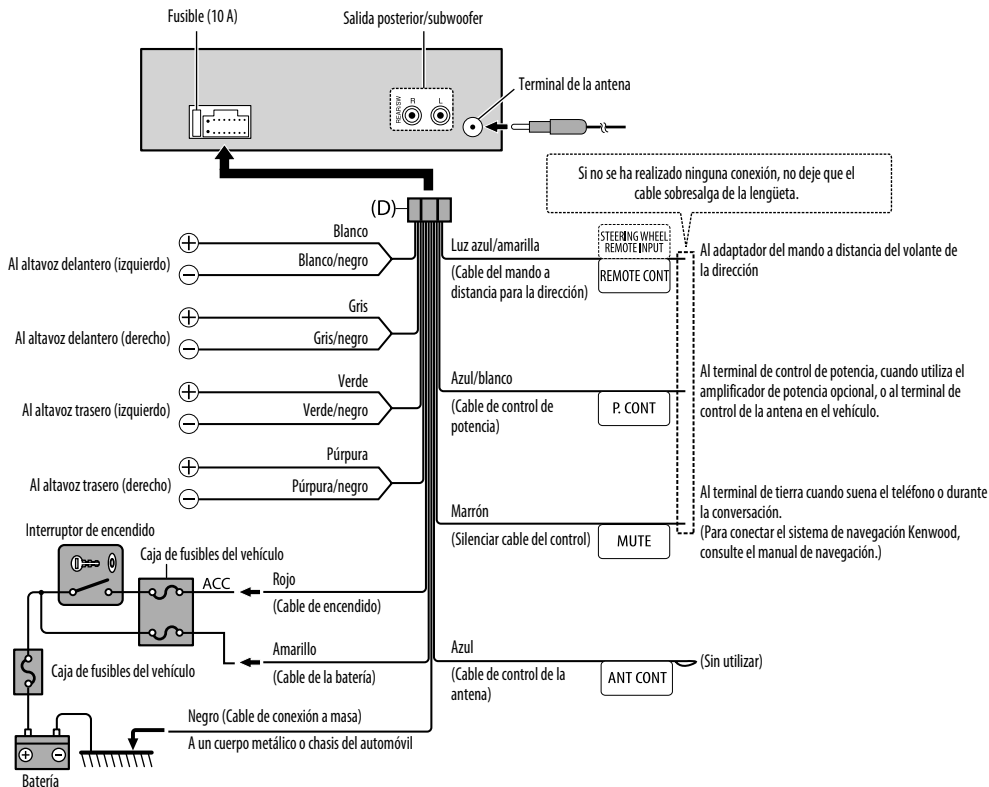 Fusible (10 A)
Salida posterior/subwoofer
Terminal de la antena
REAR/SW
R
L
Si no se ha realizado ninguna conexión, no deje que el
cable sobresalga de la lengüeta.
(D)
Blanco
Blanco/negro
Al altavoz delantero (izquierdo)
Gris
Gris/negro
Al altavoz delantero (derecho)
Verde
Verde/negro
Al altavoz trasero (izquierdo)
Púrpura
Púrpura/negro
Al altavoz trasero (derecho)
Luz azul/amarilla
(Cable del mando a
distancia para la dirección)
STEERING WHEEL
REMOTE INPUT
REMOTE CONT
Al adaptador del mando a distancia del volante de
la dirección
Azul/blanco
(Cable de control de
potencia)
P. CONT
Al terminal de control de potencia, cuando utiliza el
amplificador de potencia opcional, o al terminal de
control de la antena en el vehículo.
Marrón
(Silenciar cable del control)
MUTE
Al terminal de tierra cuando suena el teléfono o durante
la conversación.
(Para conectar el sistema de navegación Kenwood,
consulte el manual de navegación.)
Interruptor de encendido
Caja de fusibles del vehículo
ACC
Rojo
(Cable de encendido)
Amarillo
(Cable de la batería)
Caja de fusibles del vehículo
Azul
(Cable de control de la
antena)
ANT CONT
(Sin utilizar)
Negro (Cable de conexión a masa)
A un cuerpo metálico o chasis del automóvil
Batería